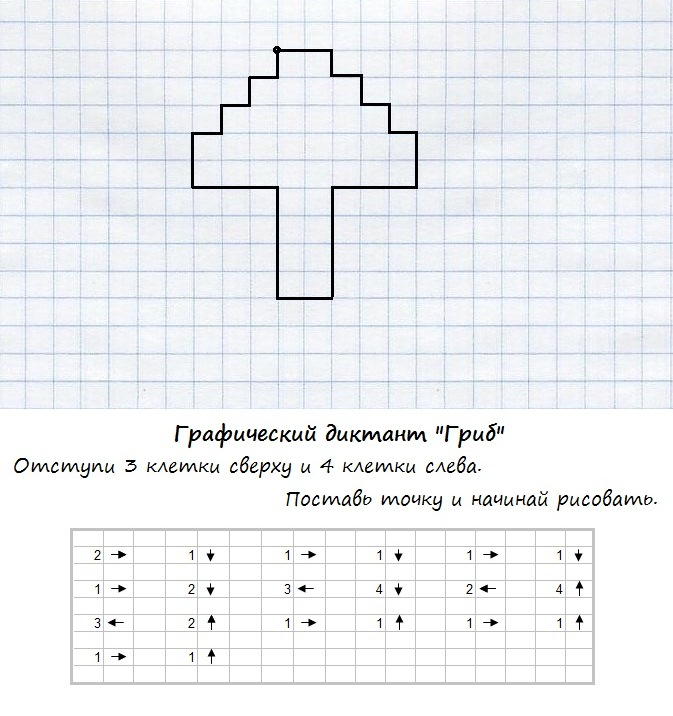 Графический диктант "Гриб"
Отступи 3 клетки сверху и 4 клетки слева.
Поставь точку и начинай рисовать.
2 → 1 ↓ 1 → 1 ↓ 1 → 1 ↓
1 → 2 ↓ 3 ← 4 ↓ 2 ← 4 ↑
3 ← 2 ↑ 1 → 1 ↑ 1 → 1 ↑
1 → 1 ↑